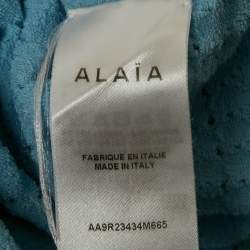 ALAÏA
FABRIQUE EN ITALIE
MADE IN ITALY
AA9R23434M665